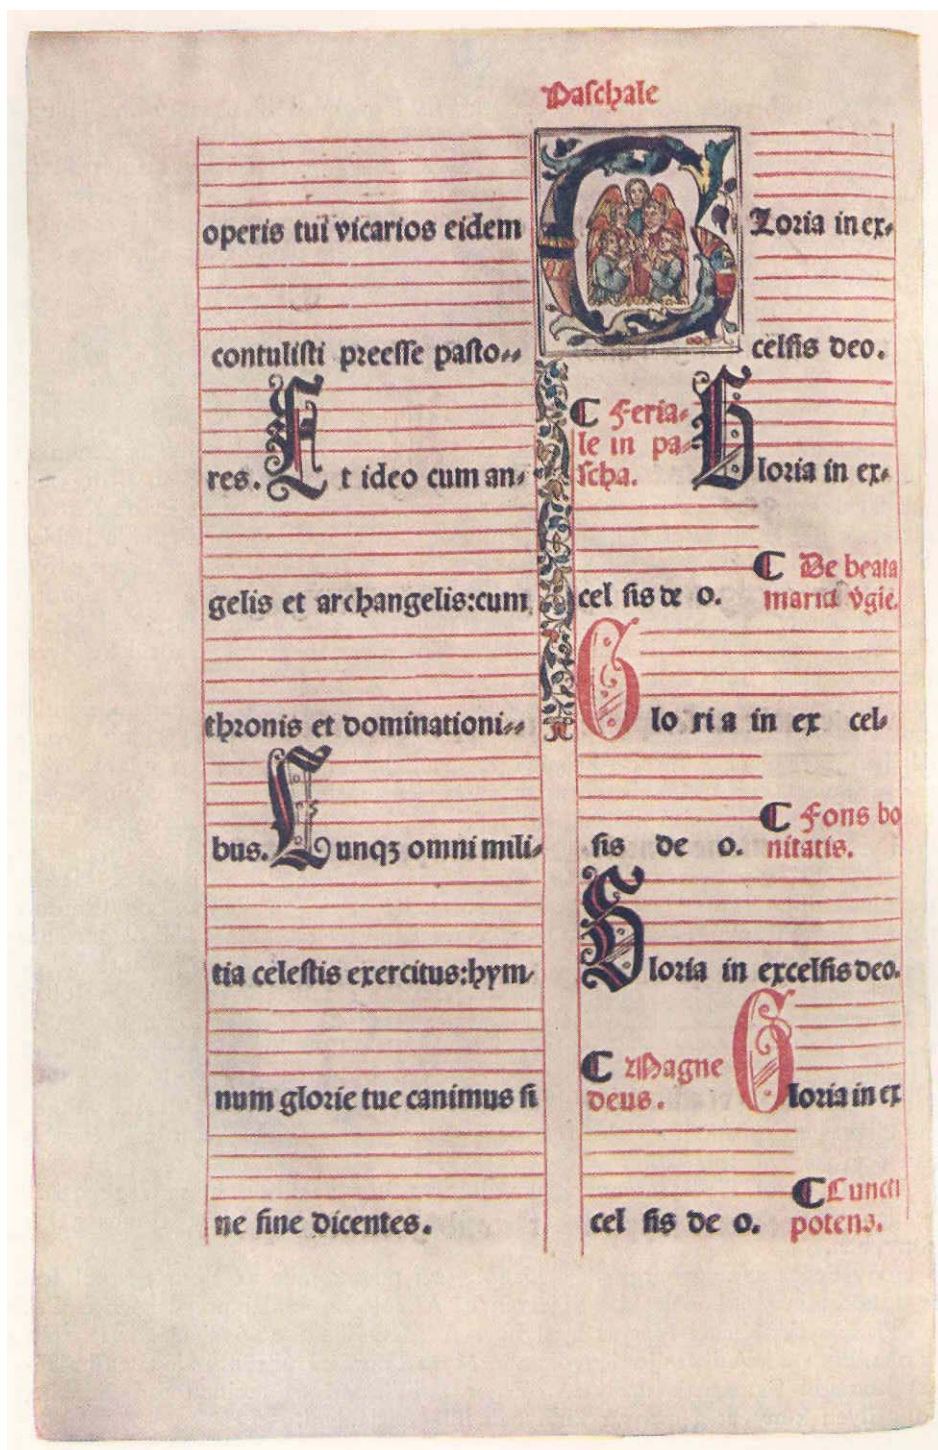 Paschale
operis tui vicarios eidem
contulisti preesse pasto⸗
res. Et ideo cum an⸗
gelis et archangelis:cum
thronis et dominationi⸗
bus. Cunqꝫ omni mili⸗
tia celestis exercitus:hym⸗
num glorie tue canimus si
ne fine dicentes.
Gloria in ex⸗
celsis deo.
¶ Feria⸗
le in pa⸗
scha.
Gloria in ex⸗
cel sis de o.
¶ De beata
maria vgie.
Glo ri a in ex cel⸗
sis de o.
¶ Fons bo
nitatis.
Gloria in excelsis deo.
¶ Magne
deus.
Gloria in ex
cel sis de o.
¶ Cuncti
potens.